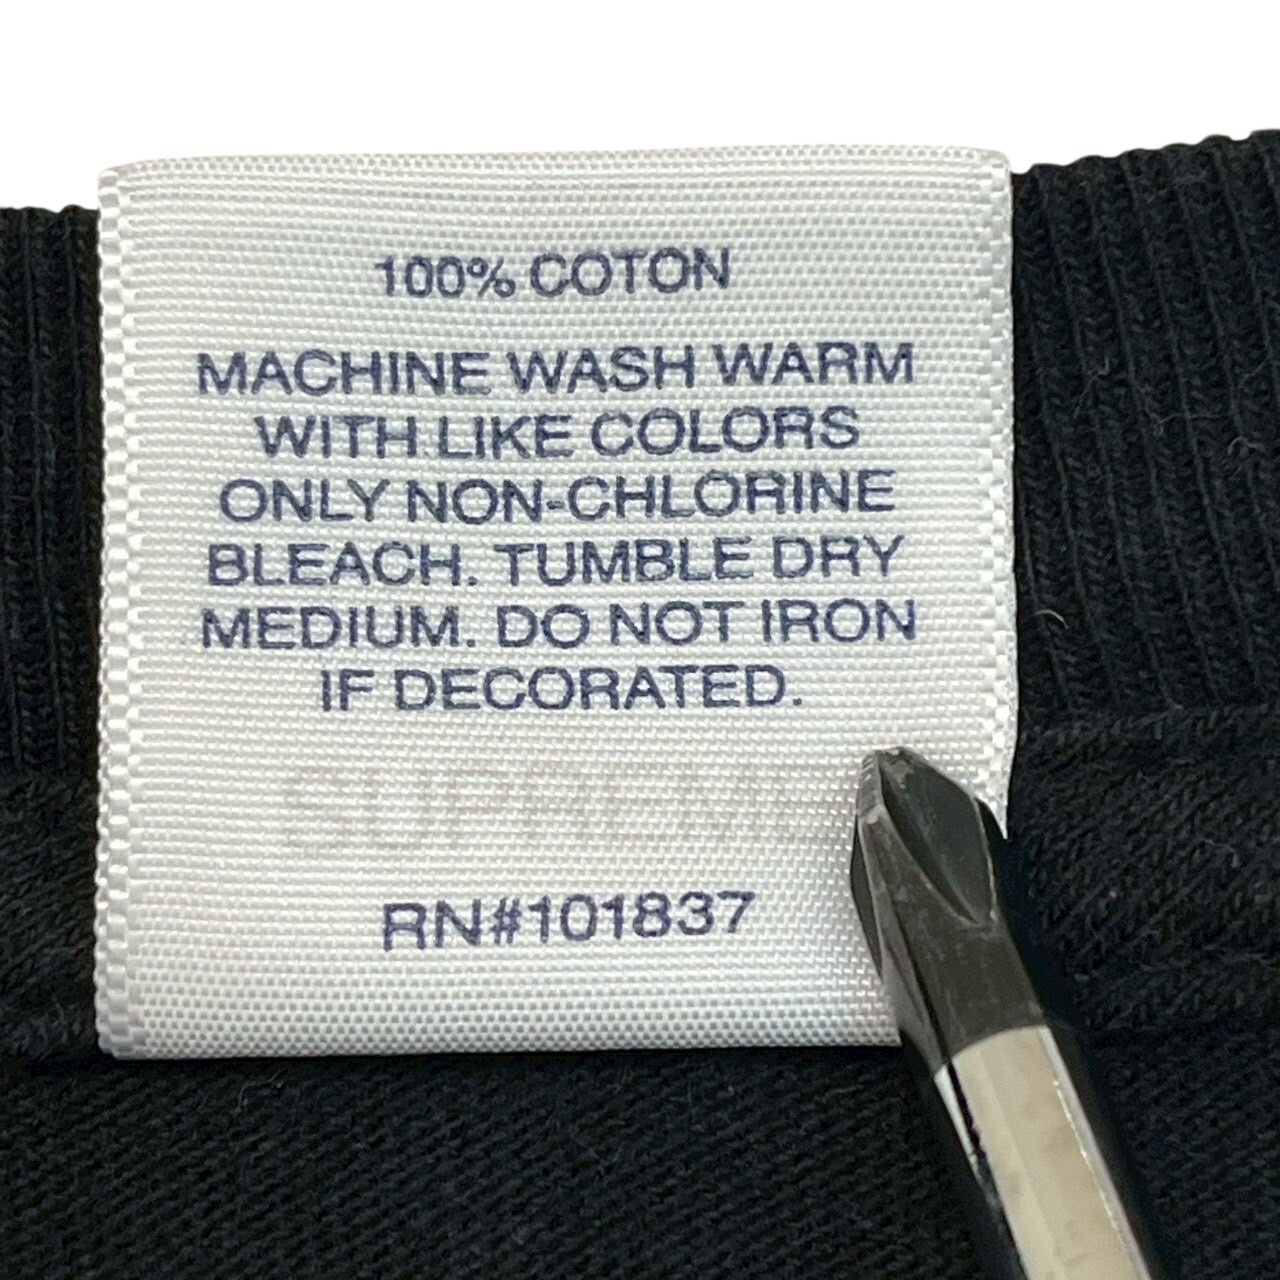 100% COTON
MACHINE WASH WARM
WITH LIKE COLORS
ONLY NON-CHLORINE
BLEACH. TUMBLE DRY
MEDIUM. DO NOT IRON
IF DECORATED.
RN#101837